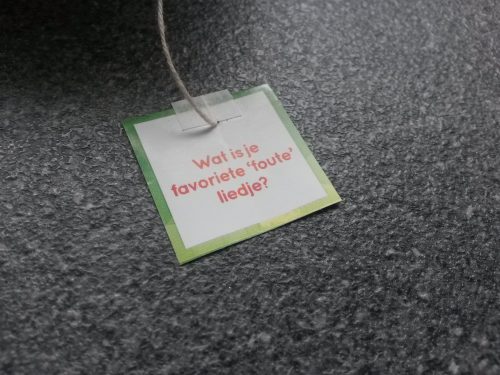 Wat is je
favoriete 'foute'
liedje?